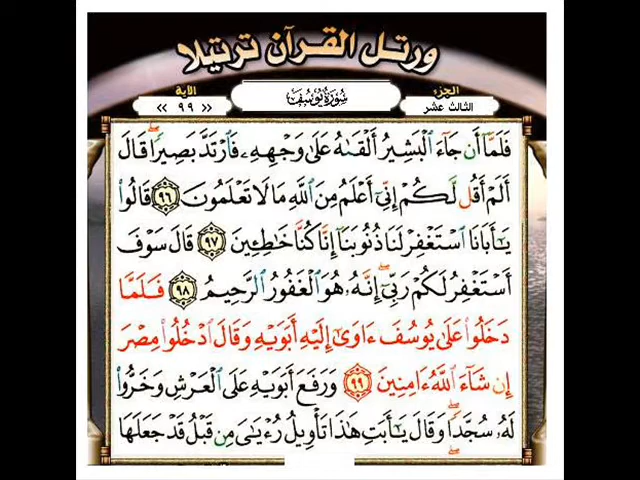 ورتل القرآن ترتيلا
الجزء
الثالث عشر
سُورَةُ يُوسُفَ
الآية
» ٩٩ «
فَلَمَّآ أَن جَآءَ ٱلْبَشِيرُ أَلْقَىٰهُ عَلَىٰ وَجْهِهِۦ فَٱرْتَدَّ بَصِيرًا ۖ قَالَ
أَلَمْ أَقُل لَّكُمْ إِنِّىٓ أَعْلَمُ مِنَ ٱللَّهِ مَا لَا تَعْلَمُونَ ٩٦ قَالُوا۟
يَـٰٓأَبَانَا ٱسْتَغْفِرْ لَنَا ذُنُوبَنَآ إِنَّا كُنَّا خَـٰطِـِٔينَ ٩٧ قَالَ سَوْفَ
أَسْتَغْفِرُ لَكُمْ رَبِّىٓ ۖ إِنَّهُۥ هُوَ ٱلْغَفُورُ ٱلرَّحِيمُ ٩٨ فَلَمَّا
دَخَلُوا۟ عَلَىٰ يُوسُفَ ءَاوَىٰٓ إِلَيْهِ أَبَوَيْهِ وَقَالَ ٱدْخُلُوا۟ مِصْرَ
إِن شَآءَ ٱللَّهُ ءَامِنِينَ ٩٩ وَرَفَعَ أَبَوَيْهِ عَلَى ٱلْعَرْشِ وَخَرُّوا۟
لَهُۥ سُجَّدًا ۖ وَقَالَ يَـٰٓأَبَتِ هَـٰذَا تَأْوِيلُ رُءْيَـٰىَ مِن قَبْلُ قَدْ جَعَلَهَا